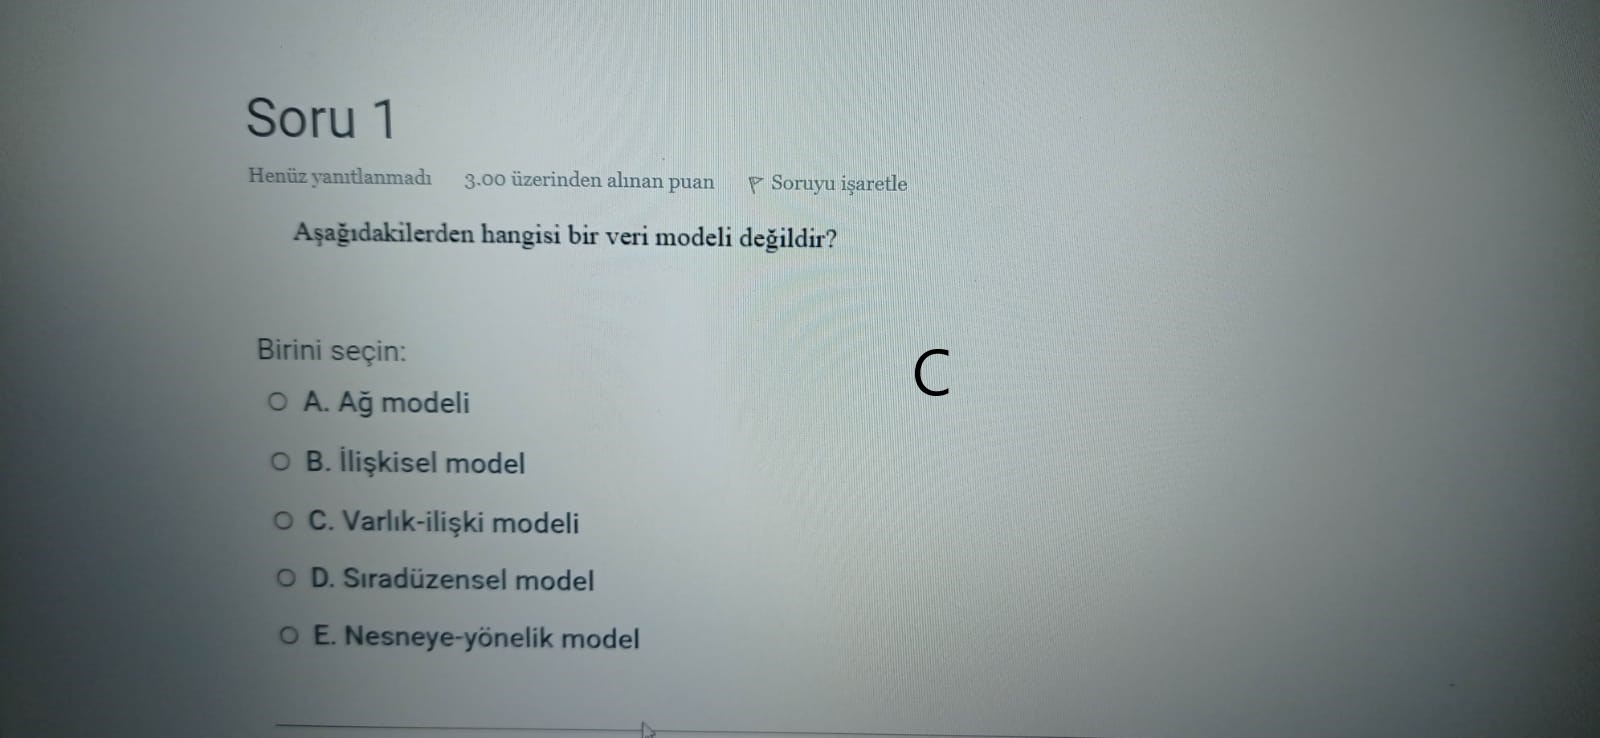 Soru 1
Henüz yanıtlanmadı 3.00 üzerinden alınan puan Soruyu işaretle
Aşağıdakilerden hangisi bir veri modeli değildir?
Birini seçin:
C
A. Ağ modeli
B. İlişkisel model
C. Varlık-ilişki modeli
D. Sıradüzensel model
E. Nesneye-yönelik model